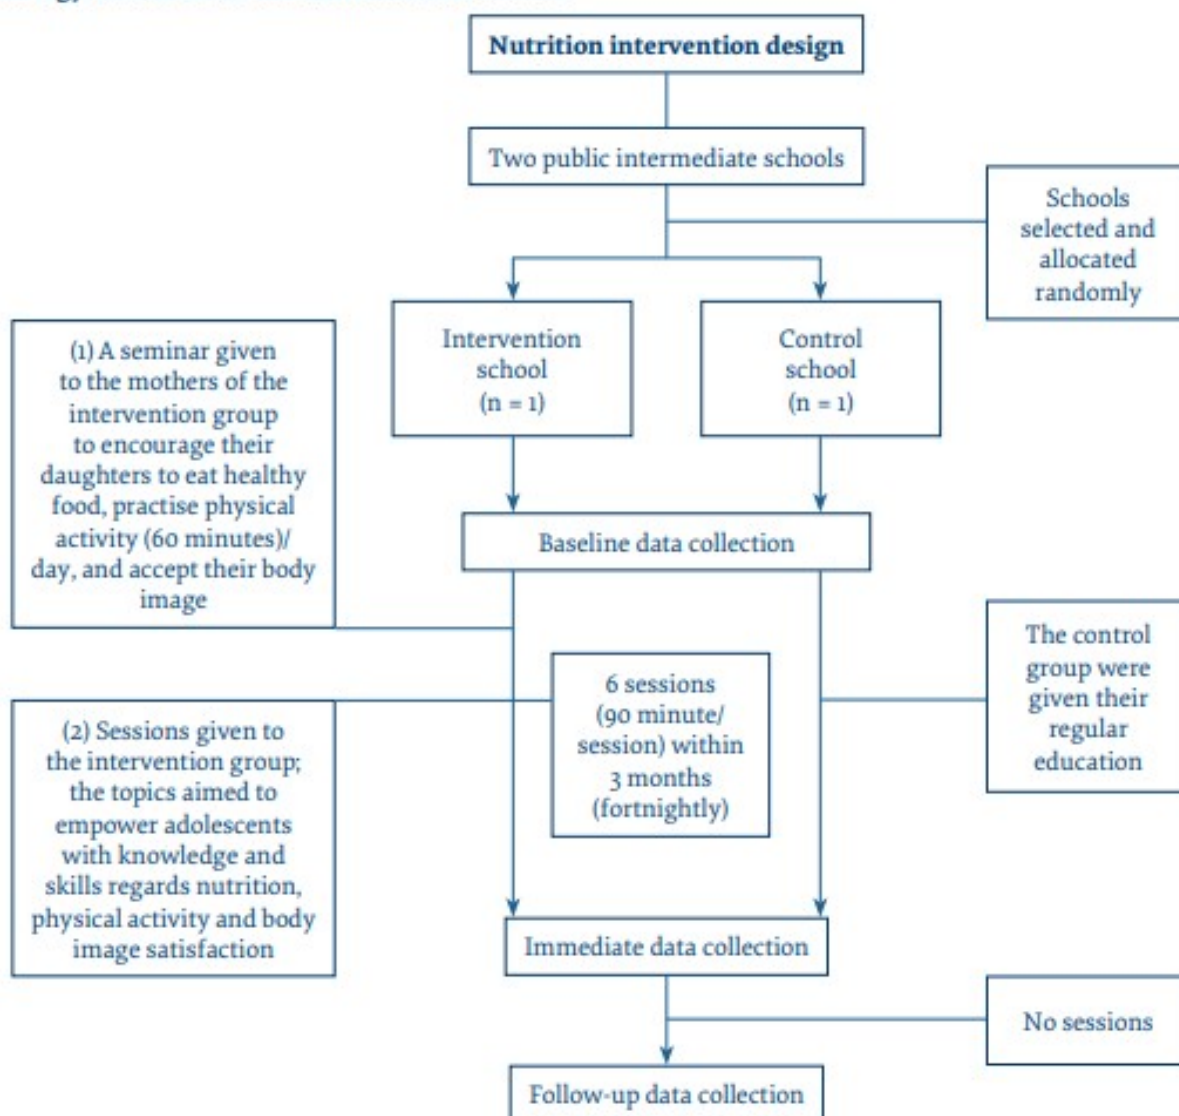 Nutrition intervention design
Two public intermediate schools
Schools
selected and
allocated
randomly
Intervention
school
(n = 1)
Control
school
(n = 1)
(1) A seminar given
to the mothers of the
intervention group
to encourage their
daughters to eat healthy
food, practise physical
activity (60 minutes)/
day, and accept their body
image
Baseline data collection
The control
group were
given their
regular
education
6 sessions
(90 minute/
session) within
3 months
(fortnightly)
(2) Sessions given to
the intervention group;
the topics aimed to
empower adolescents
with knowledge and
skills regards nutrition,
physical activity and body
image satisfaction
Immediate data collection
No sessions
Follow-up data collection